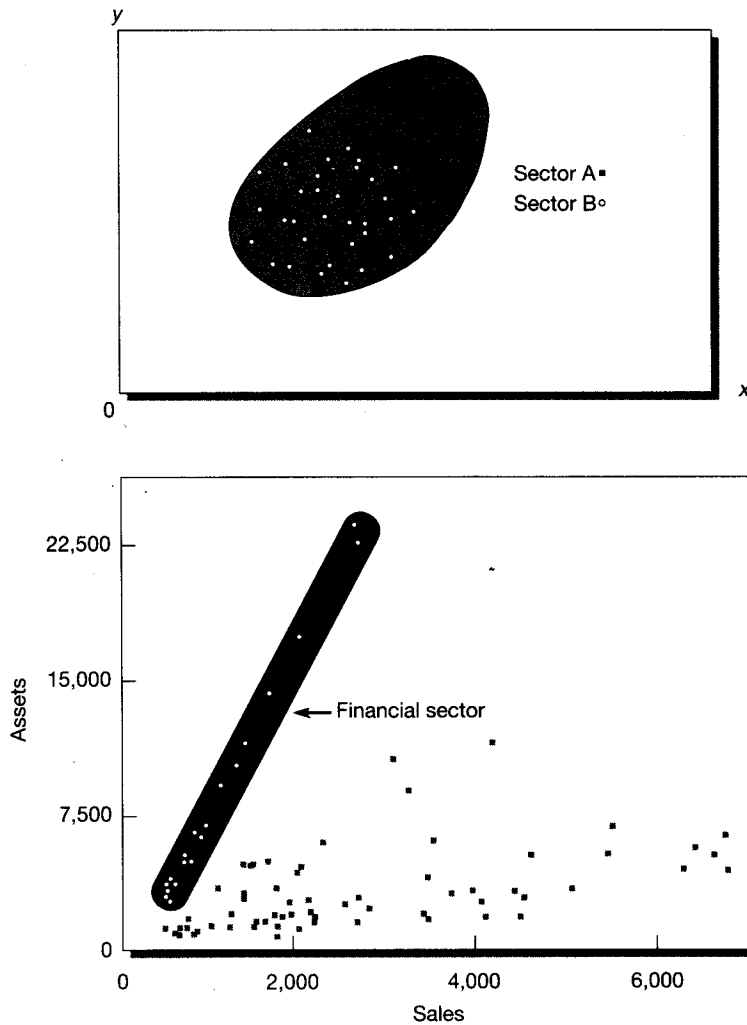 y
Sector A
Sector B
0
x
22,500
15,000
Assets
Financial sector
7,500
0
0
2,000
4,000
6,000
Sales